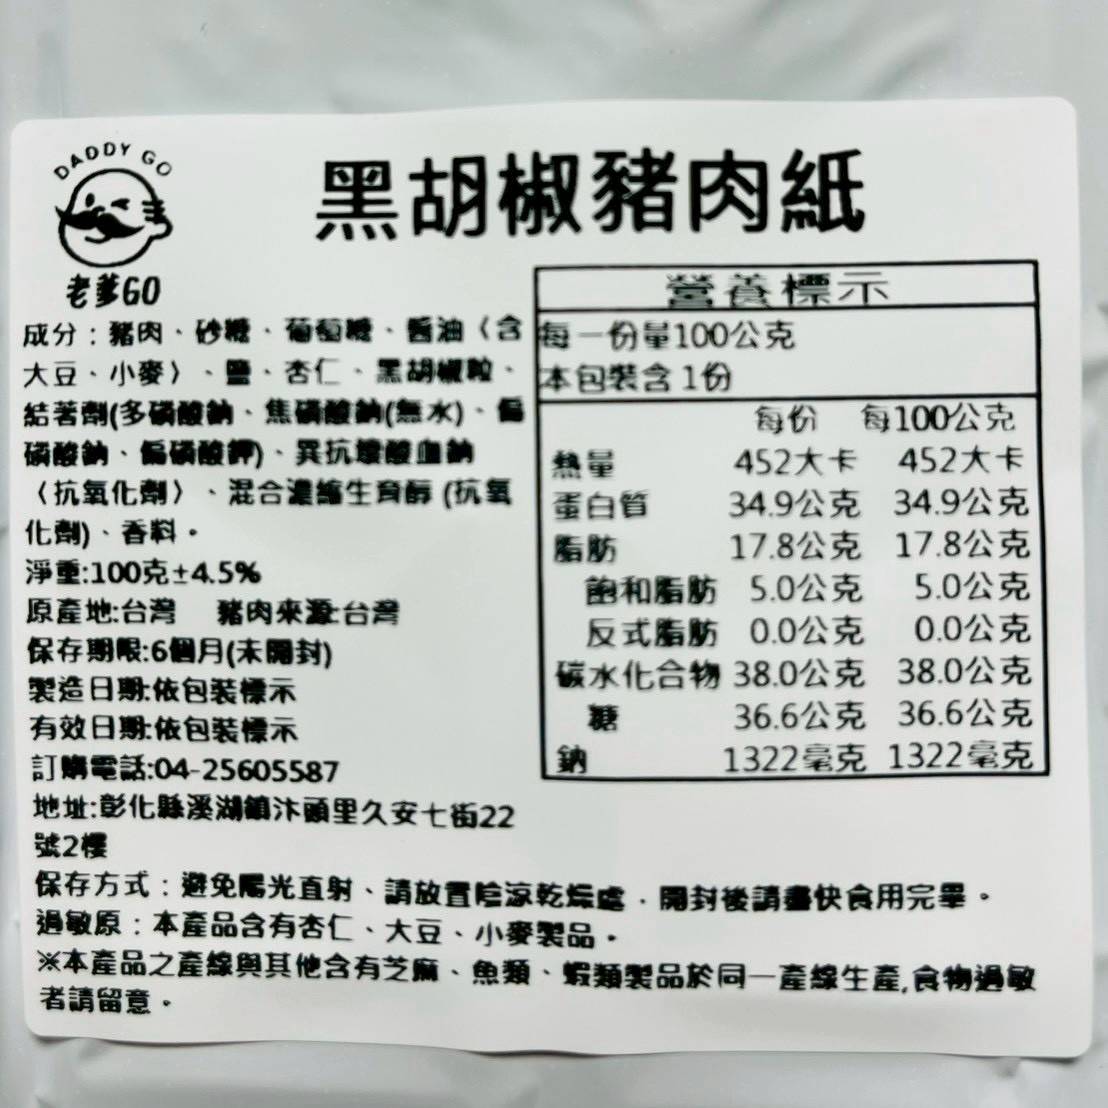 DADDY GO
老爹GO
黑胡椒豬肉紙
成分：豬肉、砂糖、葡萄糖、醬油〈含
大豆、小麥〉、鹽、杏仁、黑胡椒粒、
結著劑(多磷酸鈉、焦磷酸鈉(無水)、偏
磷酸鈉、偏磷酸鉀)、異抗壞酸血鈉
〈抗氧化劑〉、混合濃縮生育醇 (抗氧
化劑)、香料。
淨重:100克±4.5%
原產地:台灣 豬肉來源:台灣
保存期限:6個月(未開封)
製造日期:依包裝標示
有效日期:依包裝標示
訂購電話:04-25605587
地址:彰化縣溪湖鎮汴頭里久安七街22
號2樓
保存方式：避免陽光直射、請放置陰涼乾燥處，開封後請盡快食用完畢。
過敏原：本產品含有杏仁、大豆、小麥製品。
※本產品之產線與其他含有芝麻、魚類、蝦類製品於同一產線生產,食物過敏
者請留意。
營養標示
每一份量100公克
本包裝含 1份
每份 每100公克
熱量 452大卡 452大卡
蛋白質 34.9公克 34.9公克
脂肪 17.8公克 17.8公克
飽和脂肪 5.0公克 5.0公克
反式脂肪 0.0公克 0.0公克
碳水化合物 38.0公克 38.0公克
糖 36.6公克 36.6公克
鈉 1322毫克 1322毫克